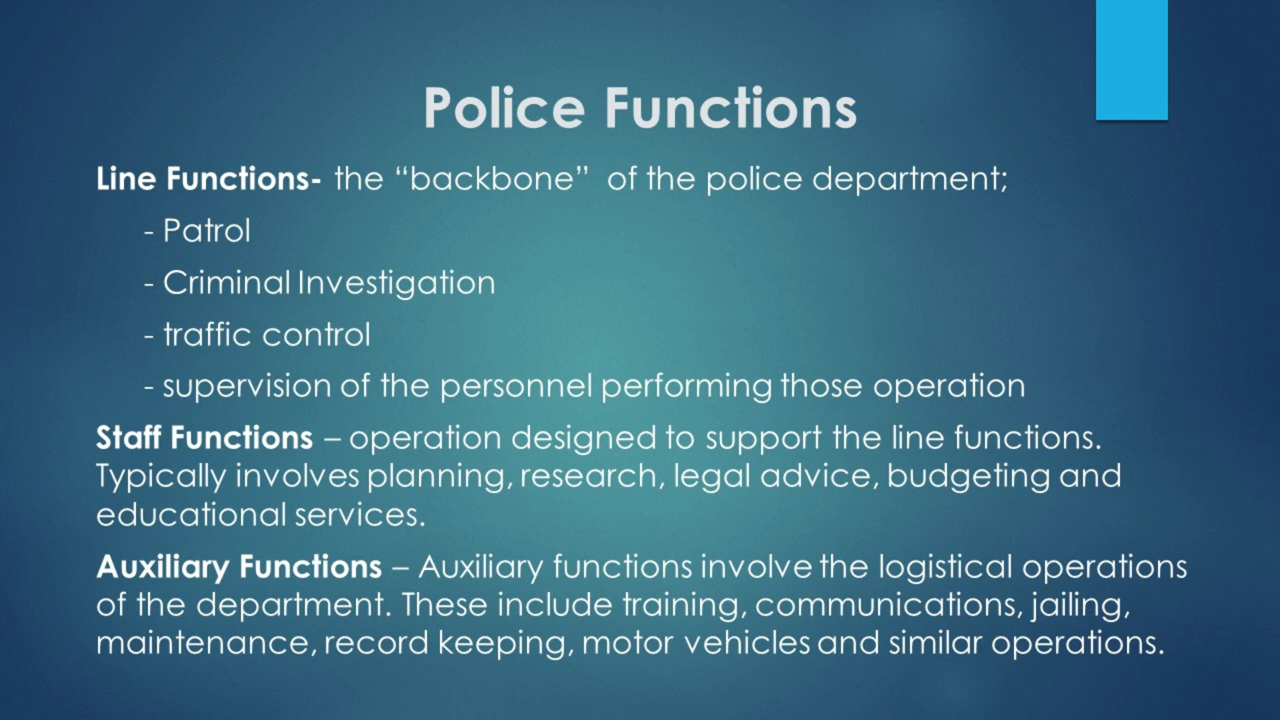 Police Functions
Line Functions- the “backbone” of the police department;
- Patrol
- Criminal Investigation
- traffic control
- supervision of the personnel performing those operation
Staff Functions – operation designed to support the line functions.
Typically involves planning, research, legal advice, budgeting and
educational services.
Auxiliary Functions – Auxiliary functions involve the logistical operations
of the department. These include training, communications, jailing,
maintenance, record keeping, motor vehicles and similar operations.